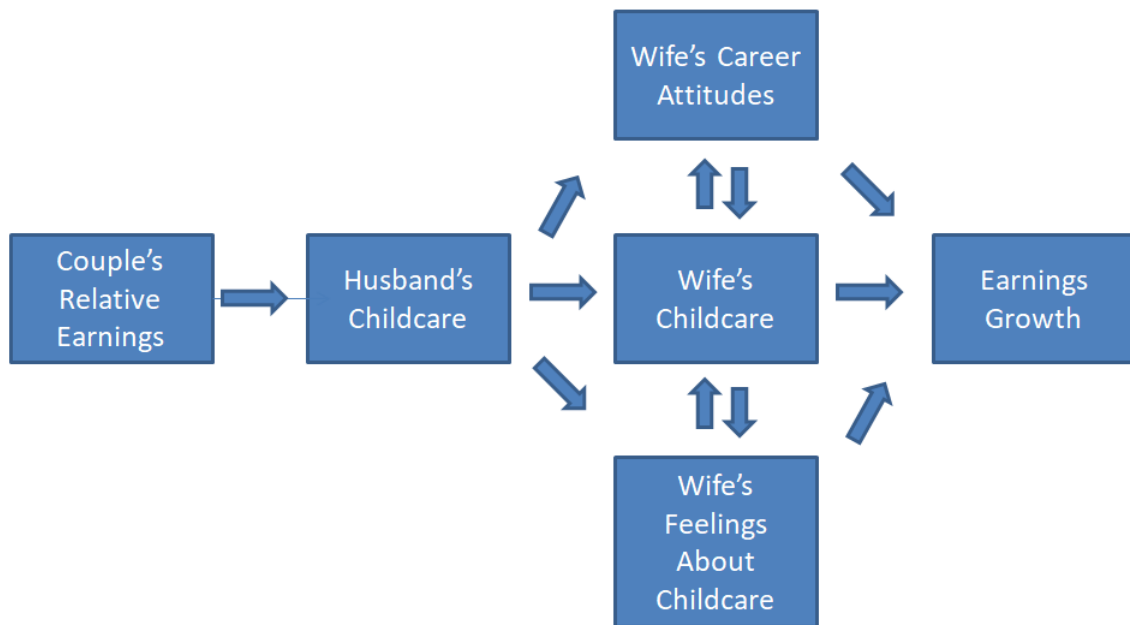 Wife's Career
Attitudes
Couple's
Relative
Earnings
Husband's
Childcare
Wife's
Childcare
Earnings
Growth
Wife's
Feelings
About
Childcare